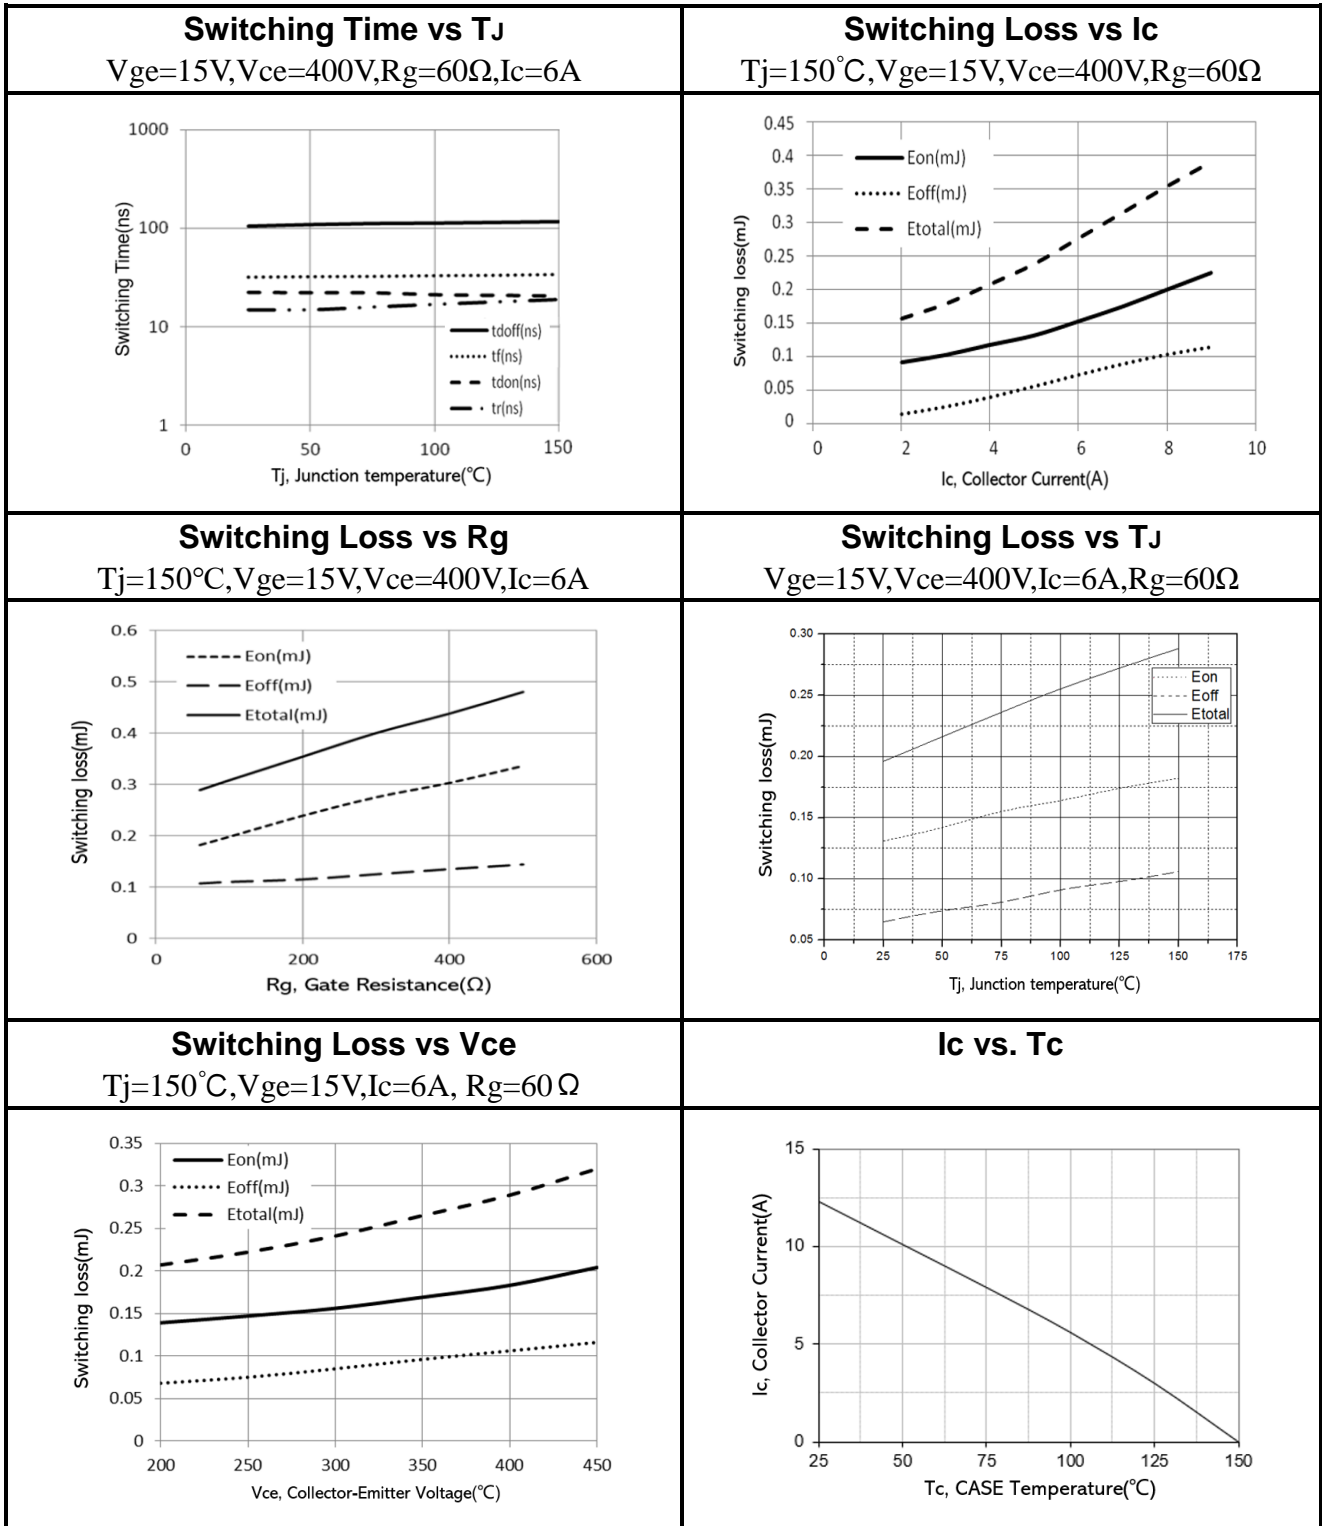 Switching Time vs TJ
Vge=15V,Vce=400V,Rg=60Ω,Ic=6A
Switching Loss vs Ic
Tj=150℃,Vge=15V,Vce=400V,Rg=60Ω
1000
100
10
1
0
50
100
150
Switching Time(ns)
tdoff(ns)
tf(ns)
tdon(ns)
tr(ns)
Tj, Junction temperature(℃)
0.45
0.4
0.35
0.3
0.25
0.2
0.15
0.1
0.05
0
0
2
4
6
8
10
Switching loss(mJ)
Eon(mJ)
Eoff(mJ)
Etotal(mJ)
Ic, Collector Current(A)
Switching Loss vs Rg
Tj=150℃,Vge=15V,Vce=400V,Ic=6A
Switching Loss vs TJ
Vge=15V,Vce=400V,Ic=6A,Rg=60Ω
0.6
0.5
0.4
0.3
0.2
0.1
0
0
200
400
600
Switching loss(mJ)
Eon(mJ)
Eoff(mJ)
Etotal(mJ)
Rg, Gate Resistance(Ω)
0.30
0.25
0.20
0.15
0.10
0.05
0
25
50
75
100
125
150
175
Switching loss(mJ)
Eon
Eoff
Etotal
Tj, Junction temperature(℃)
Switching Loss vs Vce
Tj=150℃,Vge=15V,Ic=6A, Rg=60Ω
Ic vs. Tc
0.35
0.3
0.25
0.2
0.15
0.1
0.05
0
200
250
300
350
400
450
Switching loss(mJ)
Eon(mJ)
Eoff(mJ)
Etotal(mJ)
Vce, Collector-Emitter Voltage(℃)
15
10
5
0
25
50
75
100
125
150
Ic, Collector Current(A)
Tc, CASE Temperature(℃)